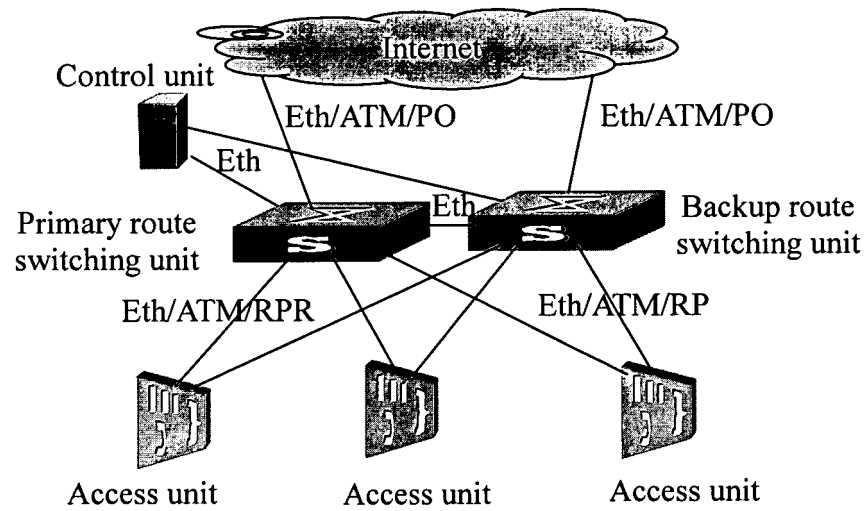 Internet
Control unit
Eth/ATM/PO
Eth/ATM/PO
Eth
Eth
Primary route
switching unit
Backup route
switching unit
S
S
Eth/ATM/RPR
Eth/ATM/RP
Access unit
Access unit
Access unit